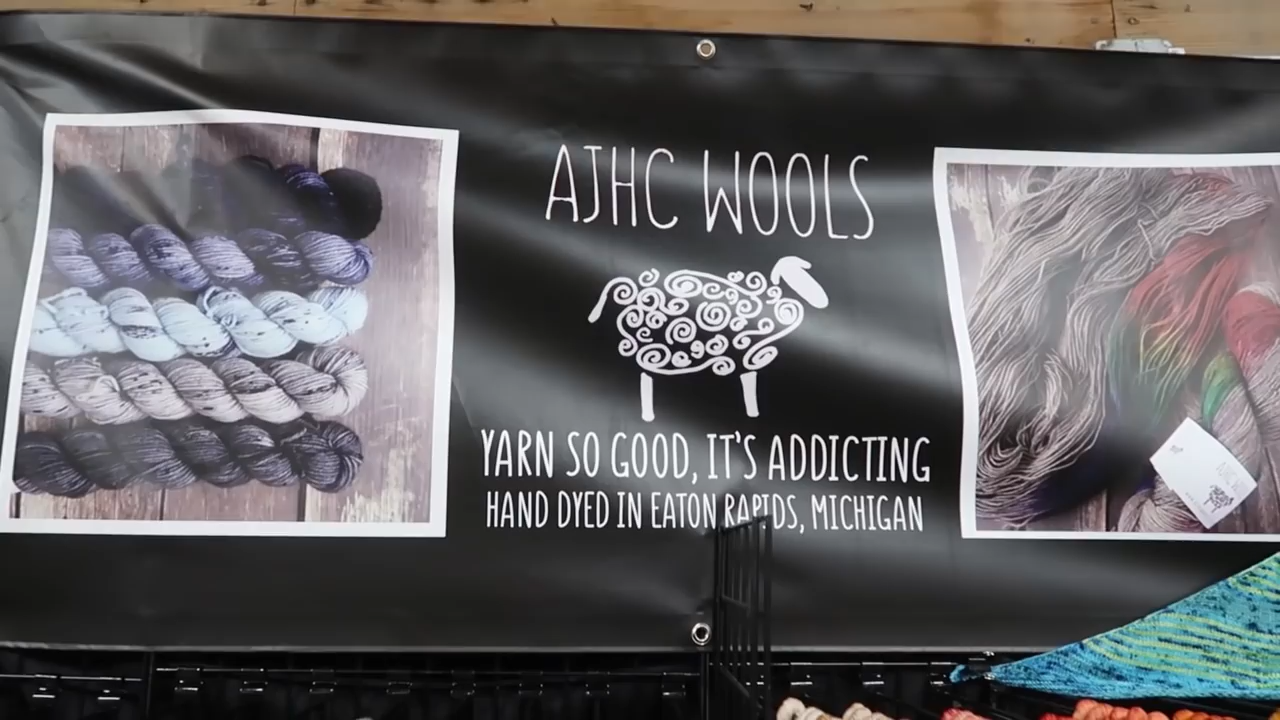 AJHC WOOLS
YARN SO GOOD, IT'S ADDICTING
HAND DYED IN EATON RAPIDS, MICHIGAN